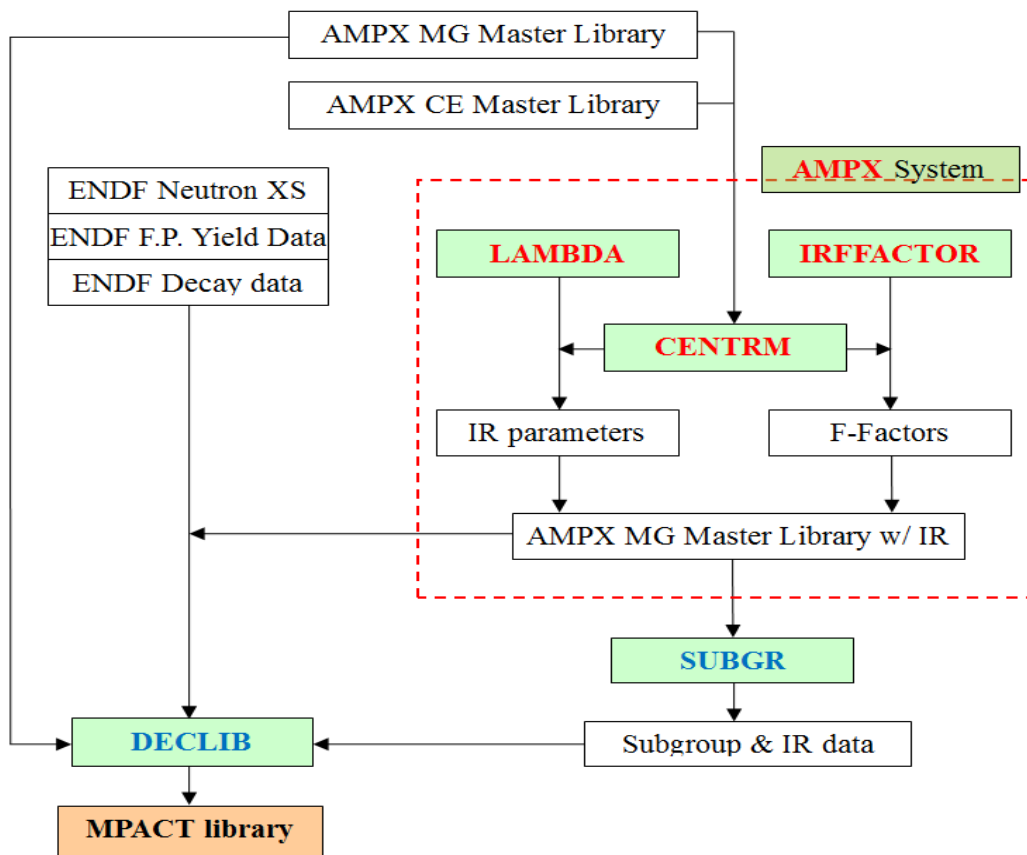 AMPX MG Master Library
AMPX CE Master Library
AMPX System
ENDF Neutron XS
ENDF F.P. Yield Data
ENDF Decay data
LAMBDA
IRFFACTOR
CENTRM
IR parameters
F-Factors
AMPX MG Master Library w/ IR
SUBGR
DECLIB
Subgroup & IR data
MPACT library